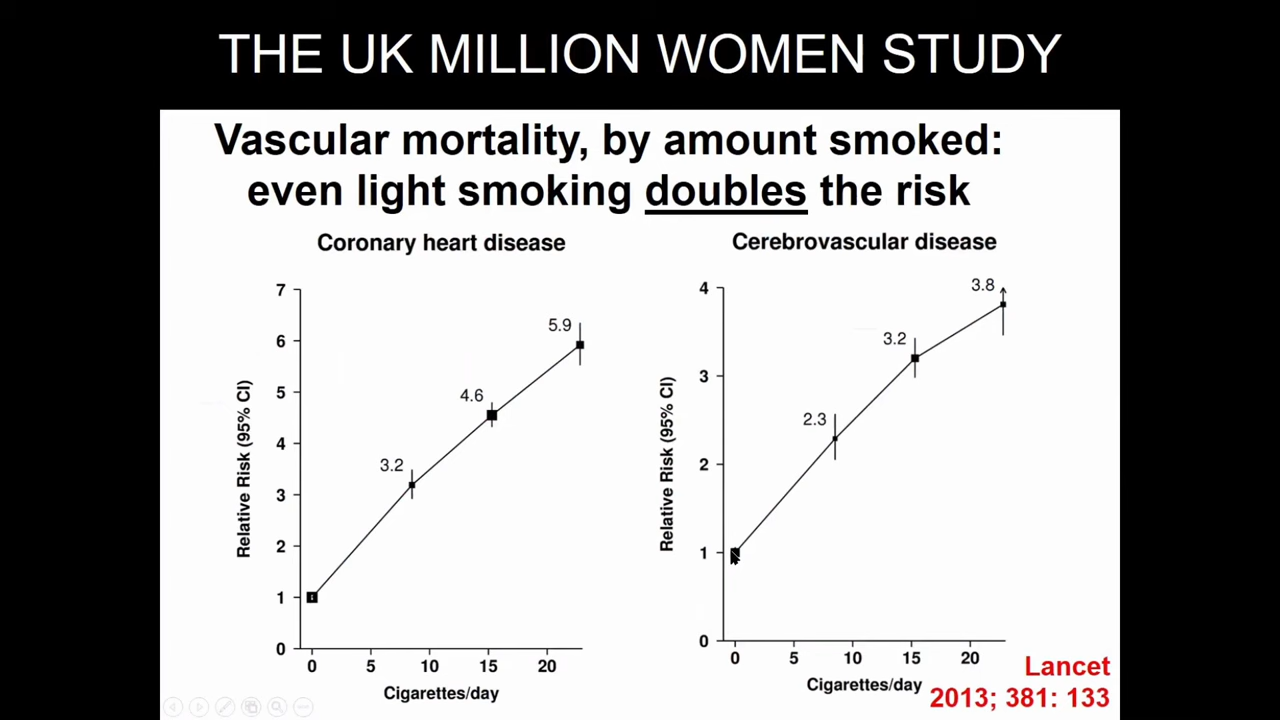 THE UK MILLION WOMEN STUDY
Vascular mortality, by amount smoked:
even light smoking doubles the risk
Coronary heart disease
Relative Risk (95% CI)
7
6
5
4
3
2
1
0
3.2
4.6
5.9
0 5 10 15 20
Cigarettes/day
Cerebrovascular disease
Relative Risk (95% CI)
4
3
2
1
0
2.3
3.2
3.8
0 5 10 15 20
Cigarettes/day
Lancet
2013; 381: 133